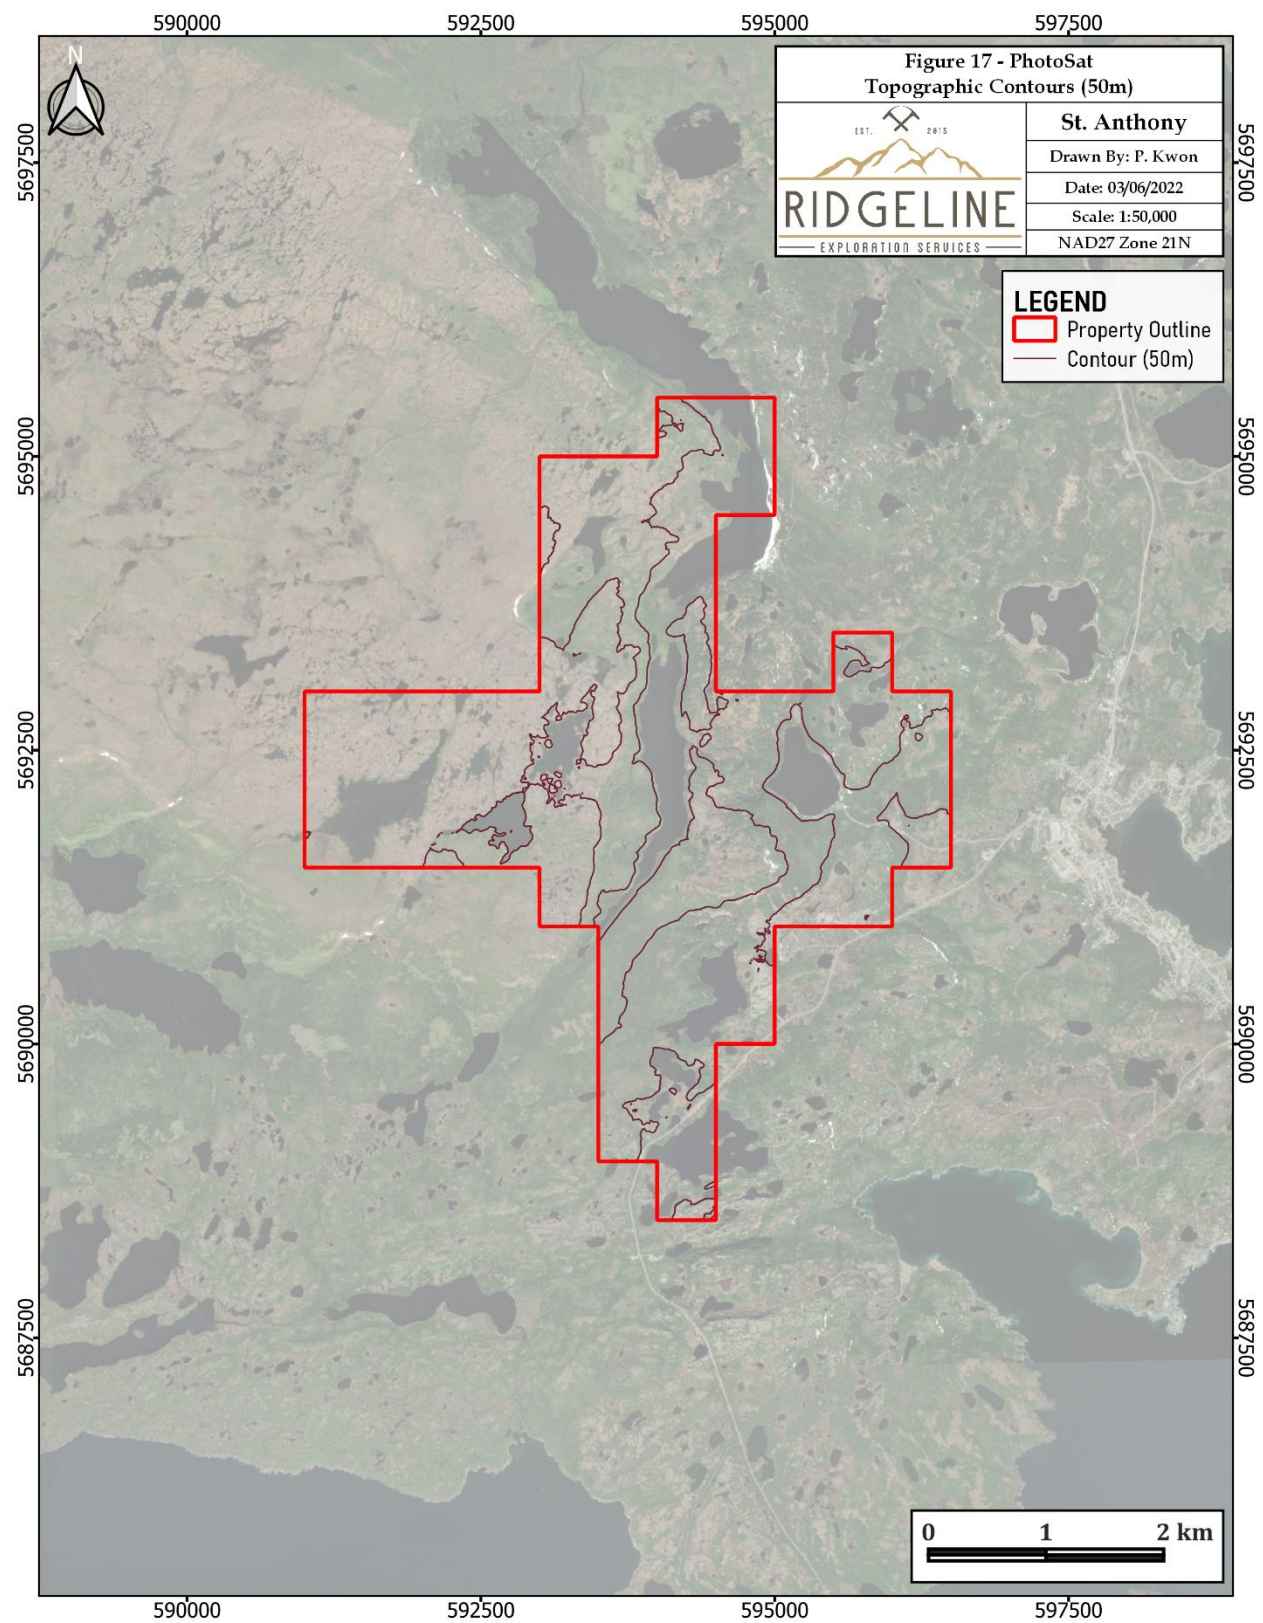 590000 592500 595000 597500
N
Figure 17 - PhotoSat
Topographic Contours (50m)
EST. 2015
RIDGELINE
EXPLORATION SERVICES
St. Anthony
Drawn By: P. Kwon
Date: 03/06/2022
Scale: 1:50,000
NAD27 Zone 21N
LEGEND
Property Outline
Contour (50m)
5697500 5697500
5695000 5695000
5692500 5692500
5690000 5690000
5687500 5687500
0 1 2 km
590000 592500 595000 597500